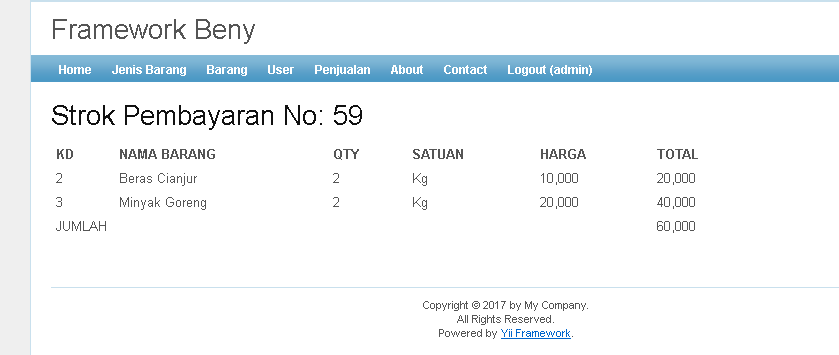 Framework Beny
Home Jenis Barang Barang User Penjualan About Contact Logout (admin)
Strok Pembayaran No: 59
KD NAMA BARANG QTY SATUAN HARGA TOTAL
2 Beras Cianjur 2 Kg 10,000 20,000
3 Minyak Goreng 2 Kg 20,000 40,000
JUMLAH 60,000
Copyright © 2017 by My Company.
All Rights Reserved.
Powered by Yii Framework.